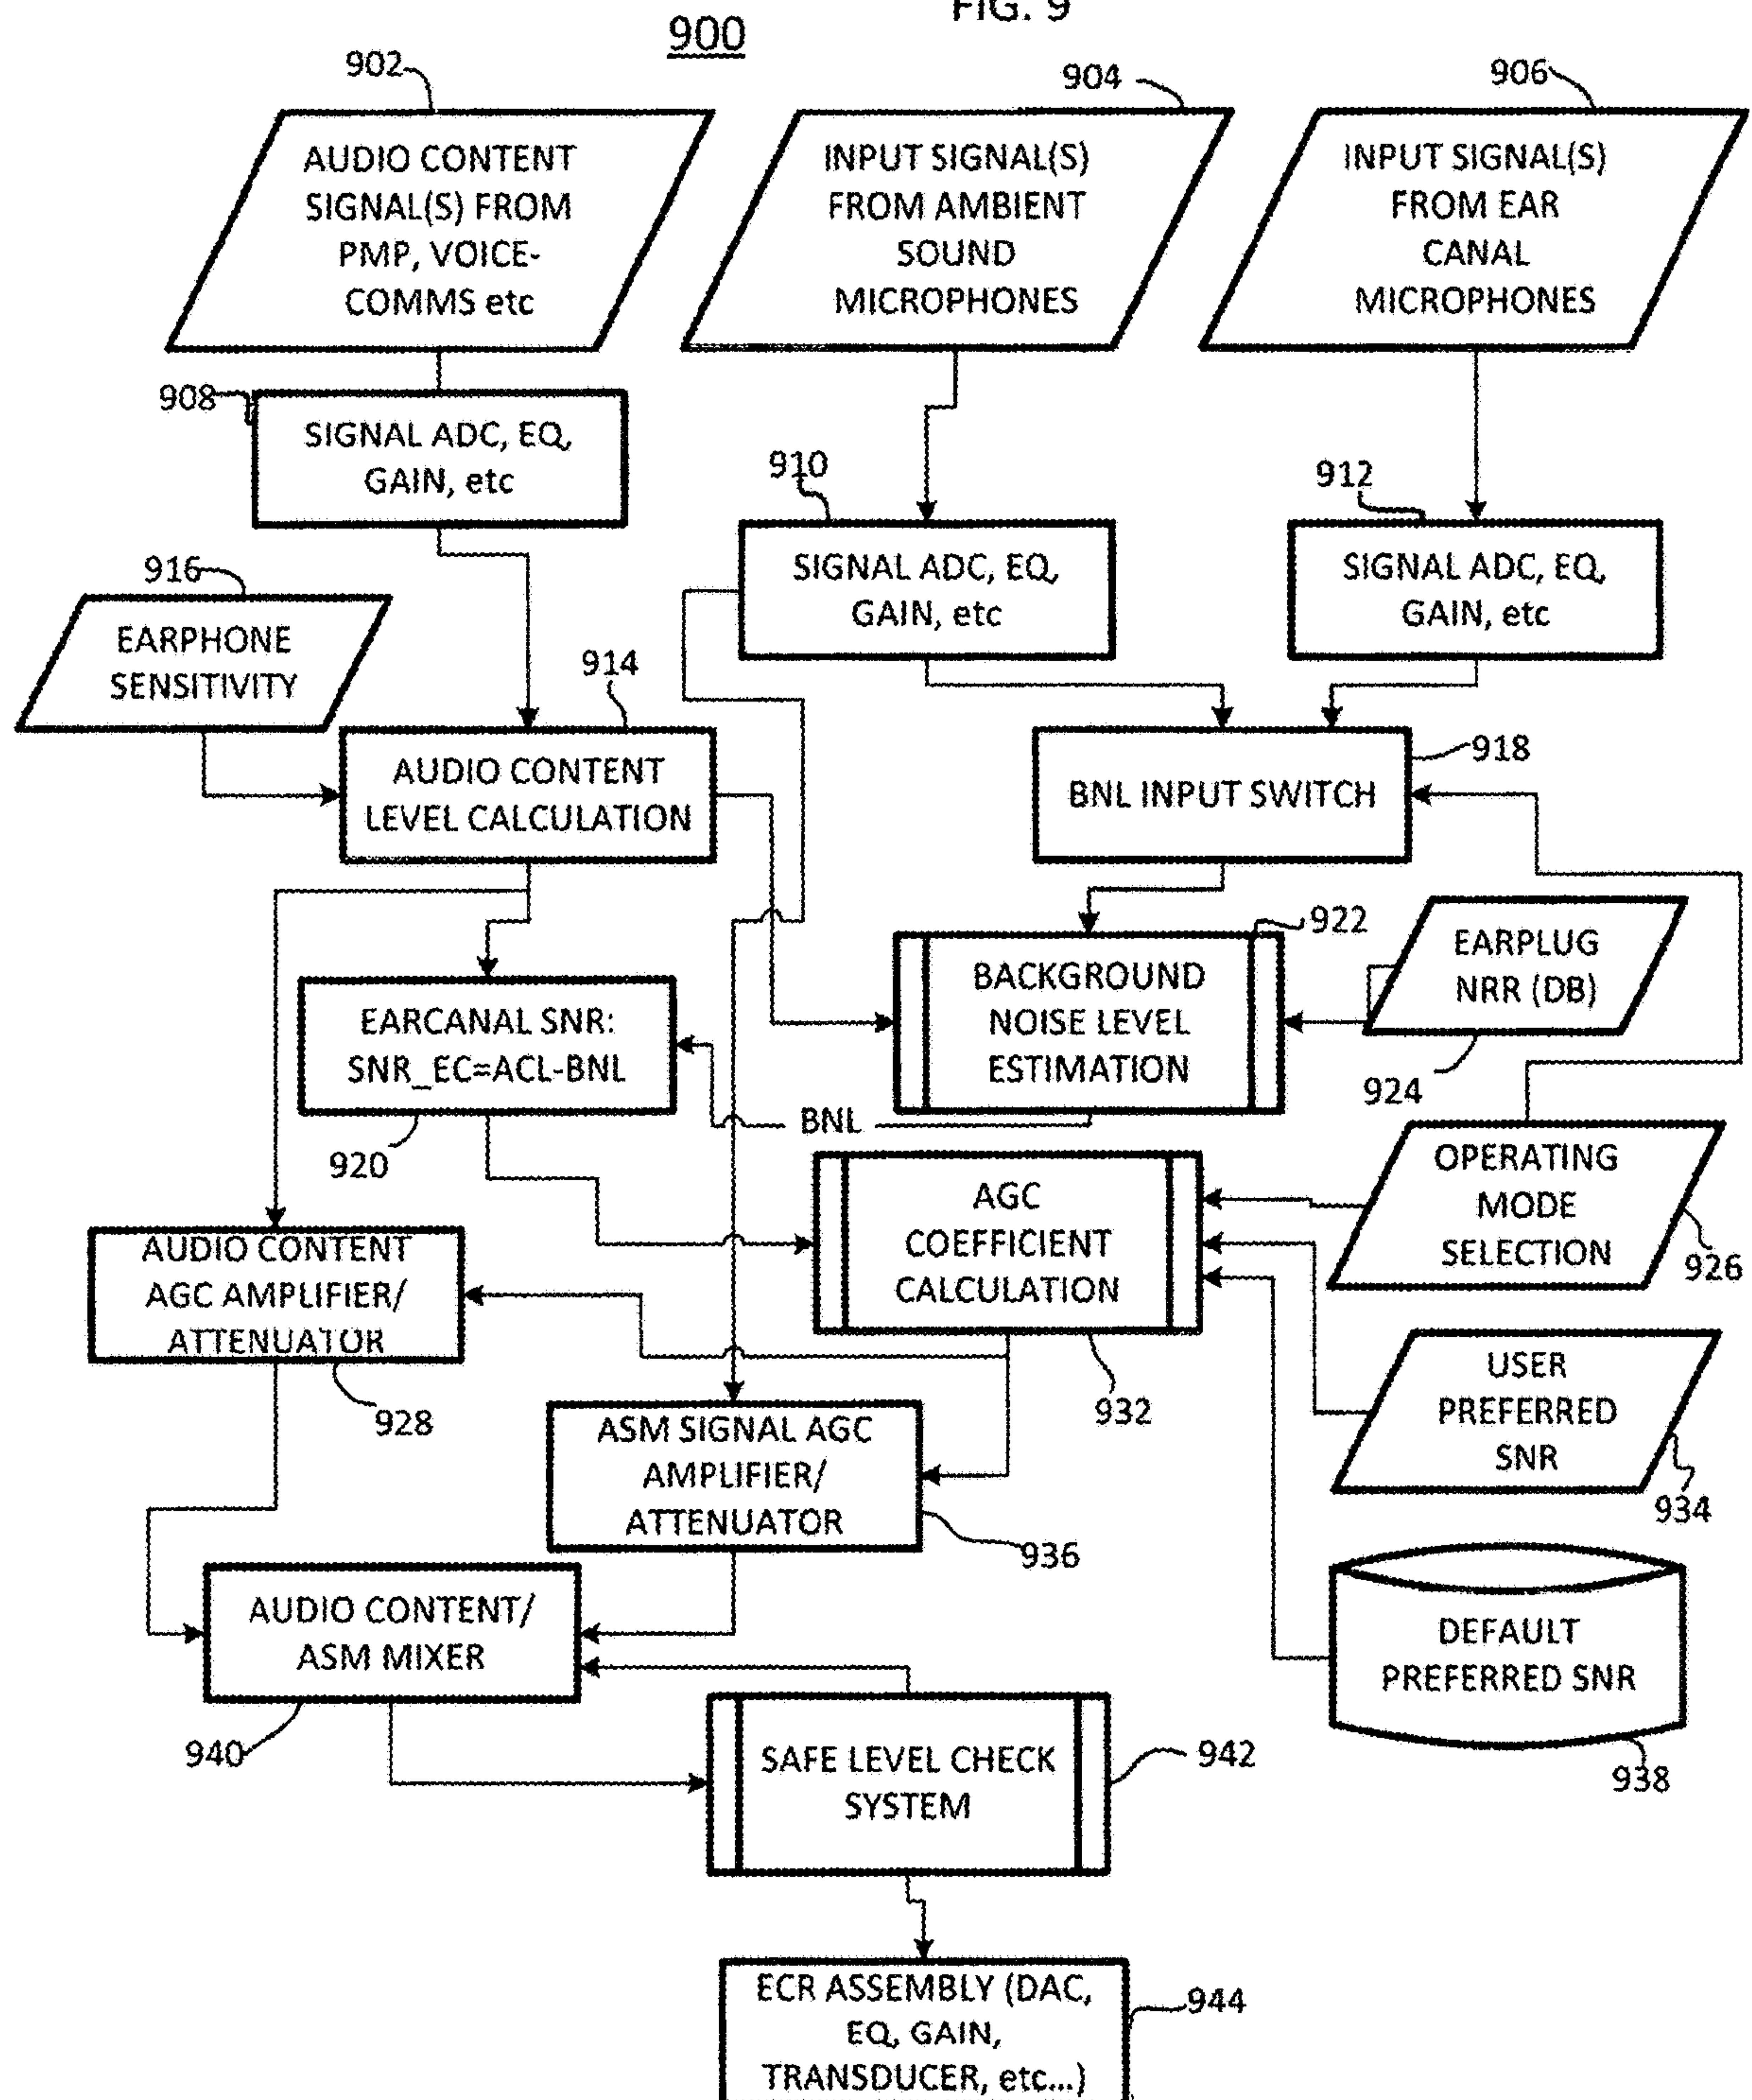 FIG. 9
900
902
904
906
AUDIO CONTENT
SIGNAL(S) FROM
PMP, VOICE-
COMMS etc
INPUT SIGNAL(S)
FROM AMBIENT
SOUND
MICROPHONES
INPUT SIGNAL(S)
FROM EAR
CANAL
MICROPHONES
908
SIGNAL ADC, EQ,
GAIN, etc
910
SIGNAL ADC, EQ,
GAIN, etc
912
SIGNAL ADC, EQ,
GAIN, etc
916
EARPHONE
SENSITIVITY
914
AUDIO CONTENT
LEVEL CALCULATION
918
BNL INPUT SWITCH
922
BACKGROUND
NOISE LEVEL
ESTIMATION
EARPLUG
NRR (DB)
924
EARCANAL SNR:
SNR_EC=ACL-BNL
920
BNL
AGC
COEFFICIENT
CALCULATION
932
OPERATING
MODE
SELECTION
926
AUDIO CONTENT
AGC AMPLIFIER/
ATTENUATOR
928
USER
PREFERRED
SNR
934
ASM SIGNAL AGC
AMPLIFIER/
ATTENUATOR
936
AUDIO CONTENT/
ASM MIXER
940
DEFAULT
PREFERRED SNR
938
SAFE LEVEL CHECK
SYSTEM
942
ECR ASSEMBLY (DAC,
EQ, GAIN,
TRANSDUCER, etc...)
944